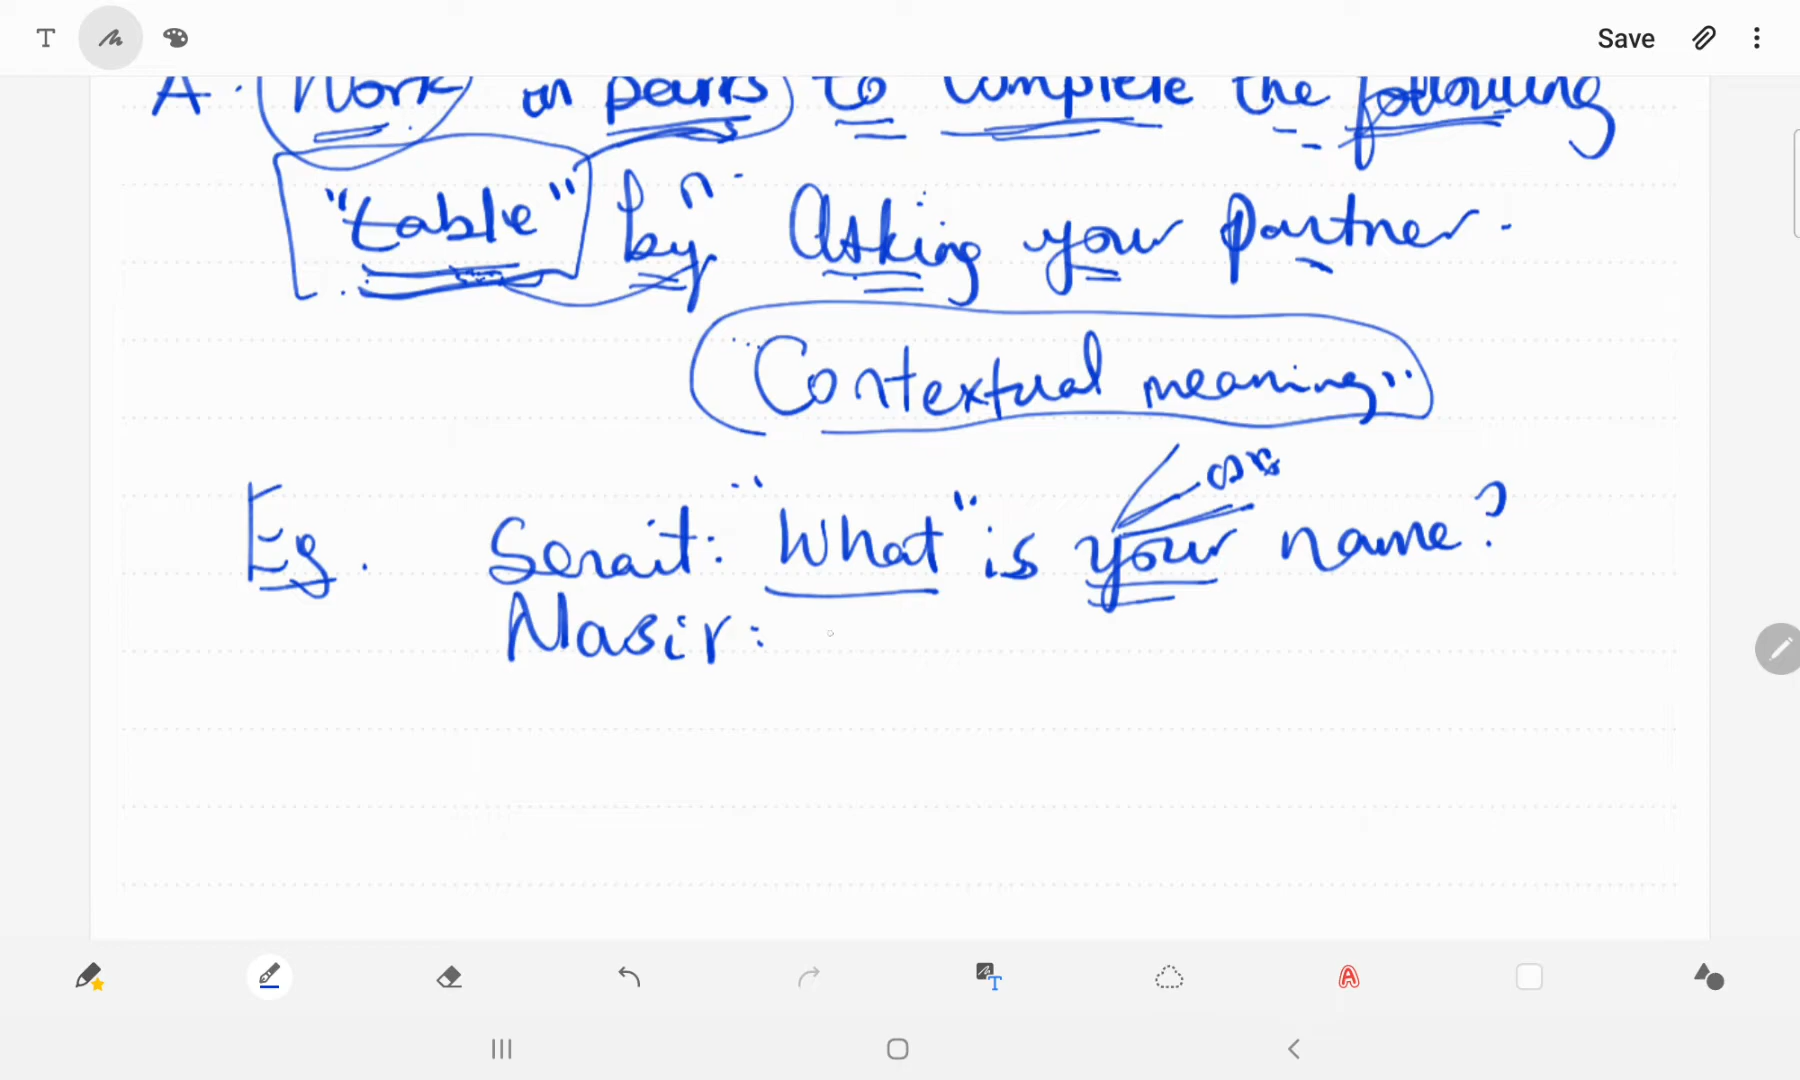 T Save
A. Work in pairs to complete the following
"table" by Asking your partner.
Contextual meaning"
Eg. Serait: "What" is your name?
Nasir: